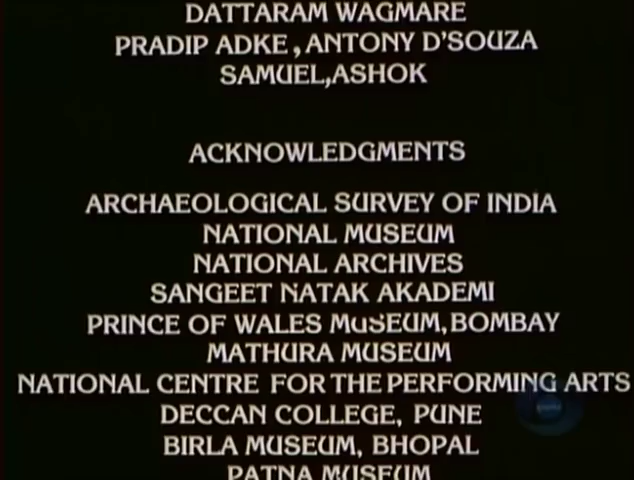 DATTARAM WAGMARE
PRADIP ADKE, ANTONY D'SOUZA
SAMUEL, ASHOK
ACKNOWLEDGMENTS
ARCHAEOLOGICAL SURVEY OF INDIA
NATIONAL MUSEUM
NATIONAL ARCHIVES
SANGEET NATAK AKADEMI
PRINCE OF WALES MUSEUM, BOMBAY
MATHURA MUSEUM
NATIONAL CENTRE FOR THE PERFORMING ARTS
DECCAN COLLEGE, PUNE
BIRLA MUSEUM, BHOPAL
PATNA MUSEUM